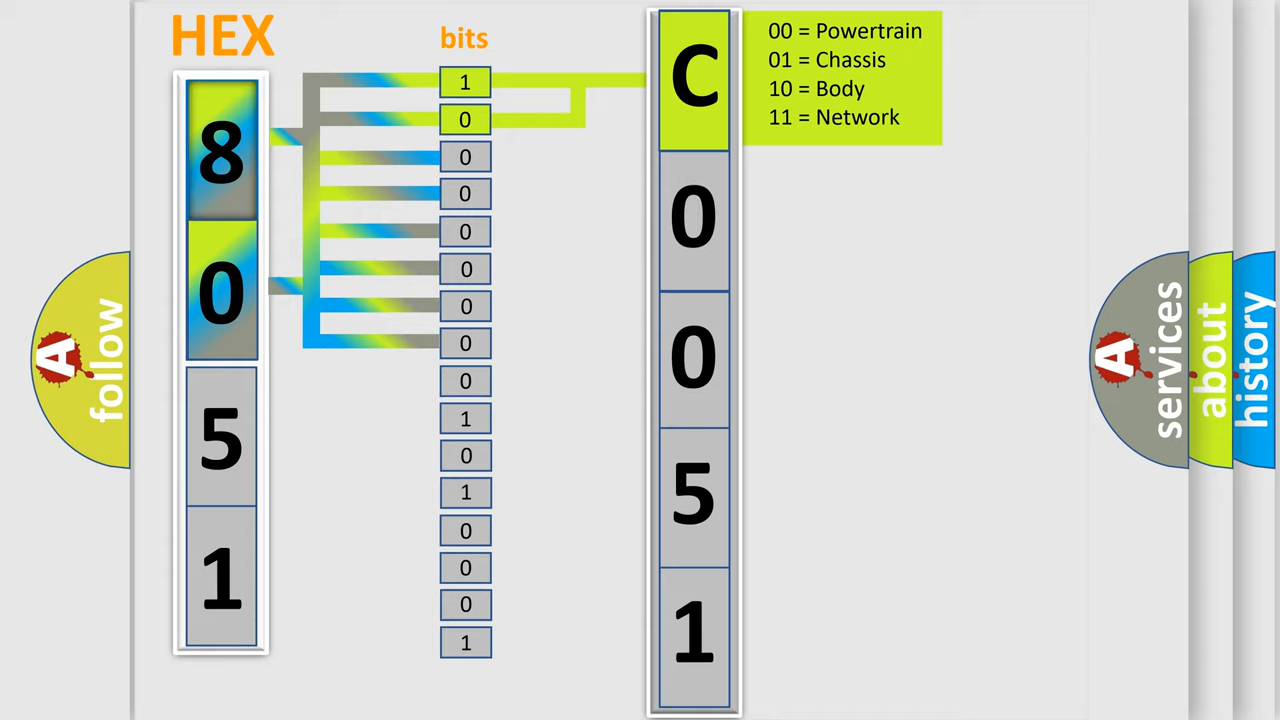 HEX
8
0
5
1
bits
1
0
0
0
0
0
0
0
0
1
0
1
0
0
0
1
C
0
0
5
1
00 = Powertrain
01 = Chassis
10 = Body
11 = Network
A
follow
A
services
about
history